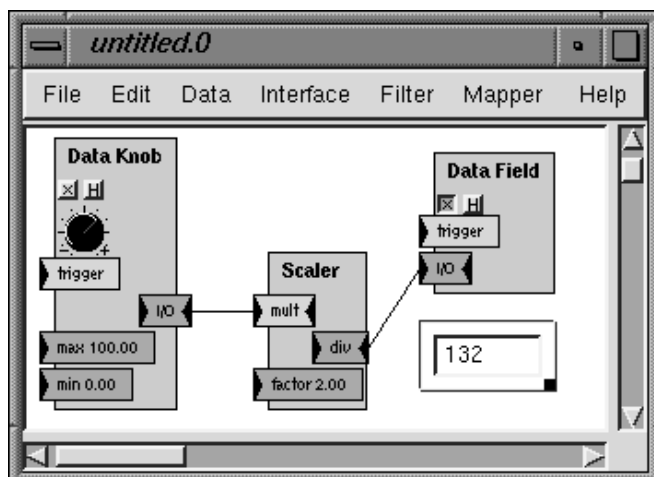 untitled.0
File Edit Data Interface Filter Mapper Help
Data Knob
X H
- +
trigger
I/O
max 100.00
min 0.00
Scaler
mult
div
factor 2.00
Data Field
X H
trigger
I/O
132